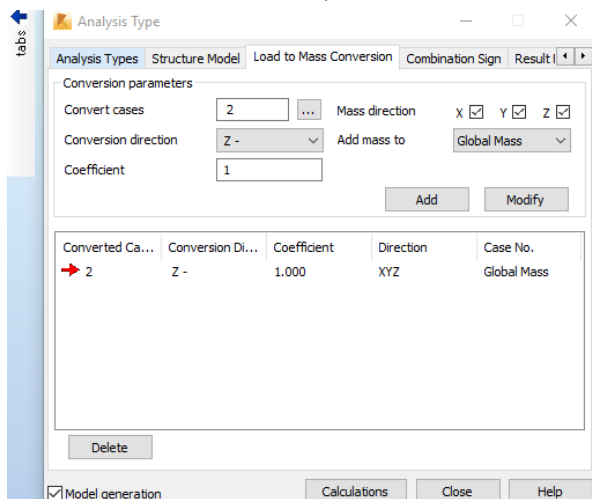 Analysis Type
tabs
Analysis Types Structure Model Load to Mass Conversion Combination Sign Result
Conversion parameters
Convert cases 2 ... Mass direction X Y Z
Conversion direction Z - Add mass to Global Mass
Coefficient 1
Add Modify
Converted Ca... Conversion Di... Coefficient Direction Case No.
2 Z - 1.000 XYZ Global Mass
Delete
Model generation Calculations Close Help